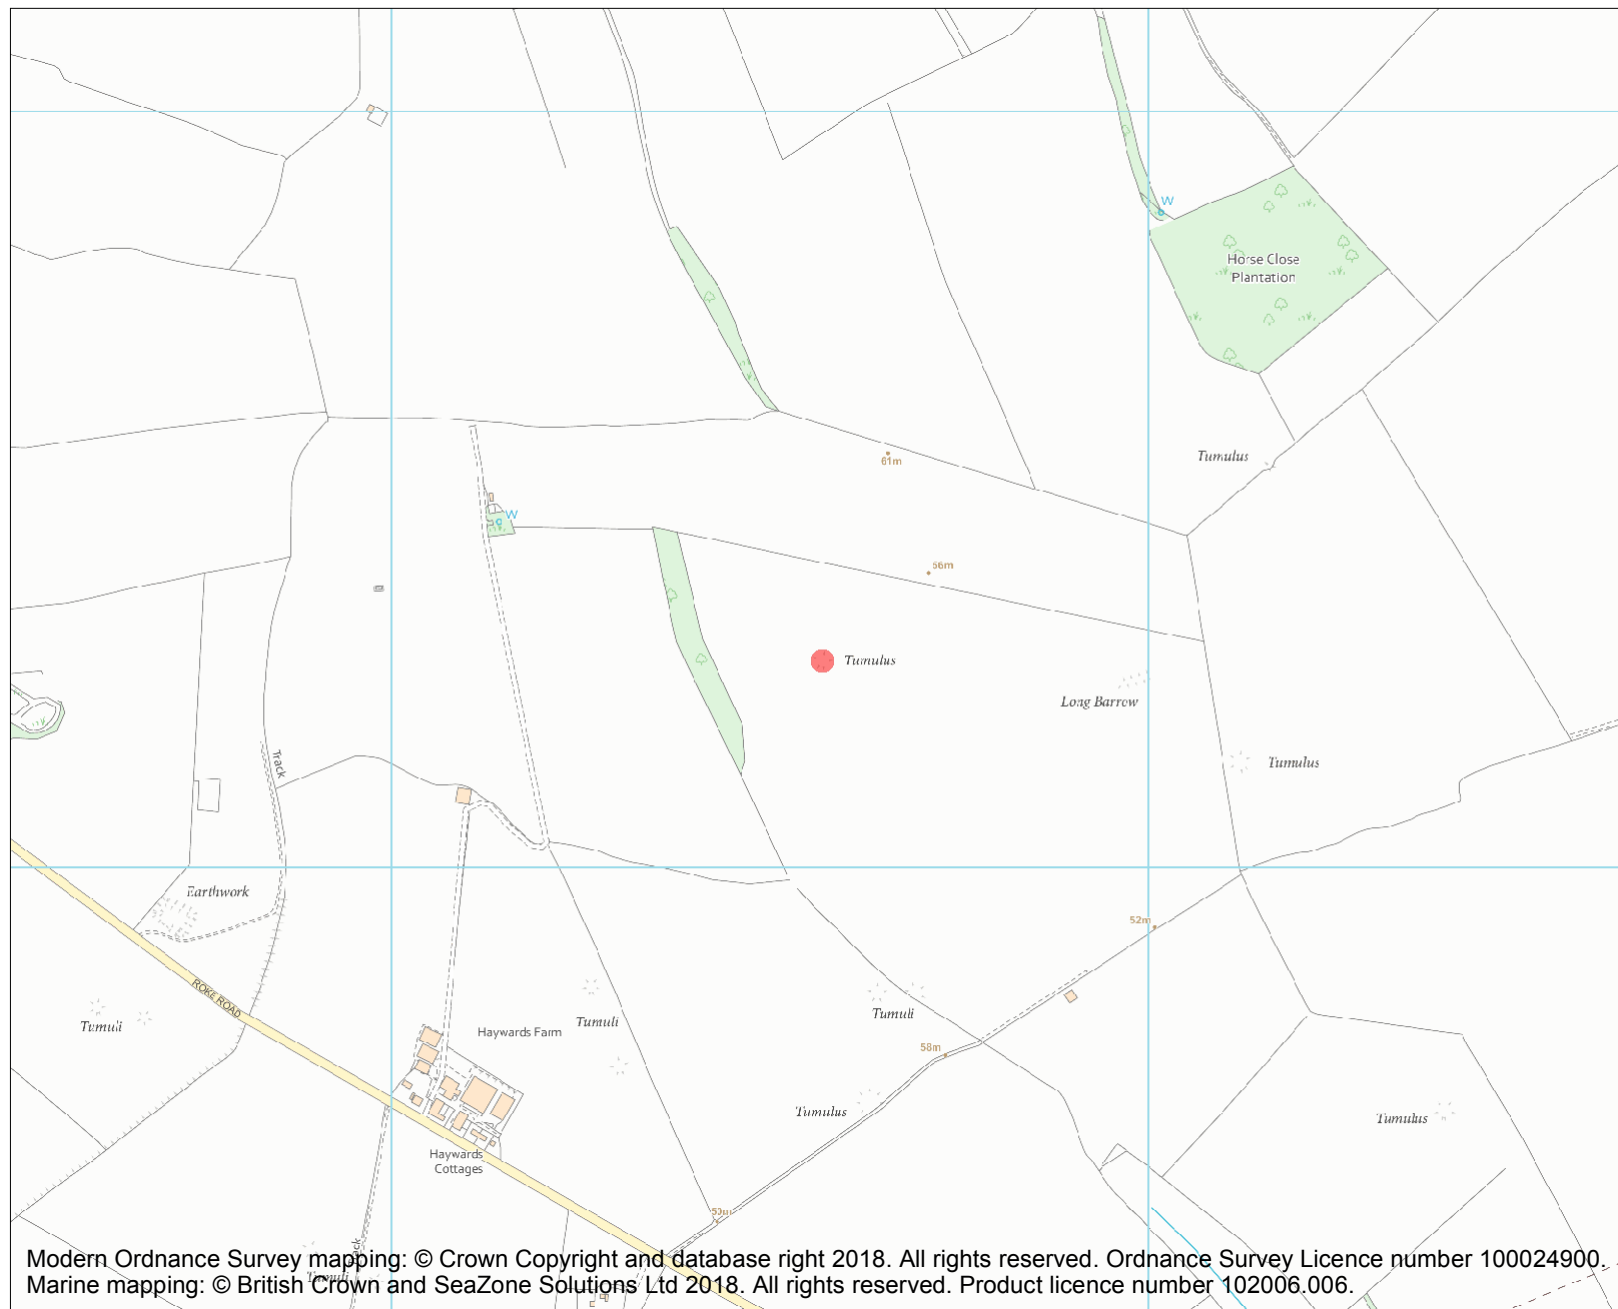 W
Horse Close
Plantation
Tumulus
61m
W
56m
Tumulus
Long Barrow
Tumulus
Track
Earthwork
52m
ROKE ROAD
Tumuli
Haywards Farm
Tumuli
Tumuli
58m
Tumulus
Tumulus
Haywards
Cottages
Track
Modern Ordnance Survey mapping: © Crown Copyright and database right 2018. All rights reserved. Ordnance Survey Licence number 100024900.
Tumuli
Marine mapping: © British Crown and SeaZone Solutions Ltd 2018. All rights reserved. Product licence number 102006.006.